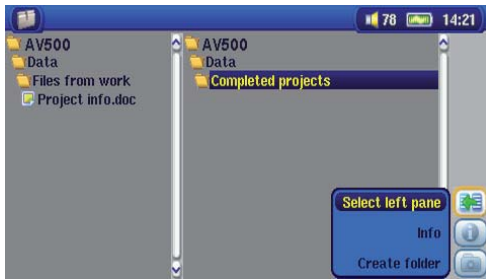 78 14:21
AV500
Data
Files from work
Project info.doc
AV500
Data
Completed projects
Select left pane
Info
Create folder